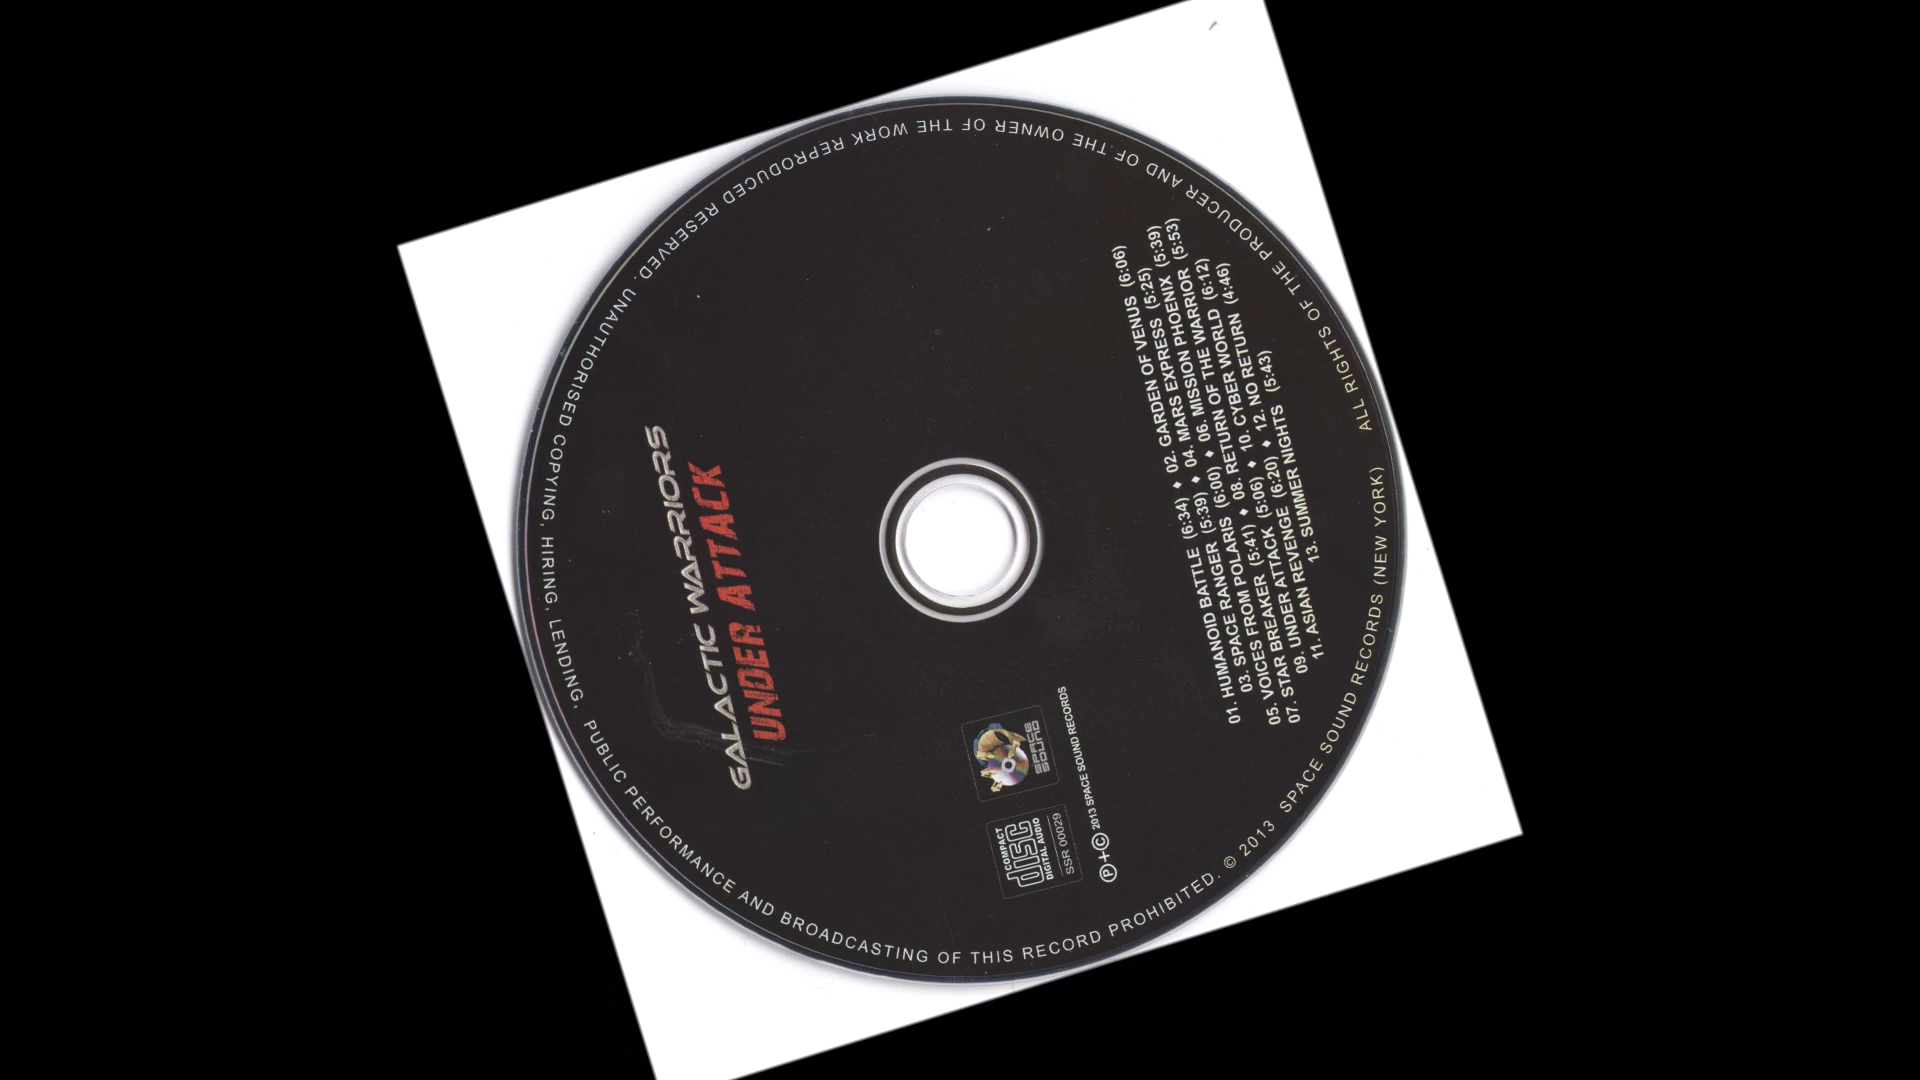 GALACTIC WARRIORS
UNDER ATTACK
COMPACT
disc
DIGITAL AUDIO
SSR 00029
SPACE
SOUND
Ⓟ+© 2013 SPACE SOUND RECORDS
01. HUMANOID BATTLE (6:34) ♦ 02. GARDEN OF VENUS (6:06)
03. SPACE RANGER (5:39) ♦ 04. MARS EXPRESS (5:25)
05. VOICES FROM POLARIS (6:00) ♦ 06. MISSION PHOENIX (5:39)
07. STAR BREAKER (5:41) ♦ 08. RETURN OF THE WARRIOR (5:53)
09. UNDER ATTACK (5:06) ♦ 10. CYBER WORLD (6:12)
11. ASIAN REVENGE (6:20) ♦ 12. NO RETURN (4:46)
13. SUMMER NIGHTS (5:43)
ALL RIGHTS OF THE PRODUCER AND OF THE OWNER OF THE WORK REPRODUCED RESERVED. UNAUTHORISED COPYING, HIRING, LENDING, PUBLIC PERFORMANCE AND BROADCASTING OF THIS RECORD PROHIBITED. © 2013 SPACE SOUND RECORDS (NEW YORK)